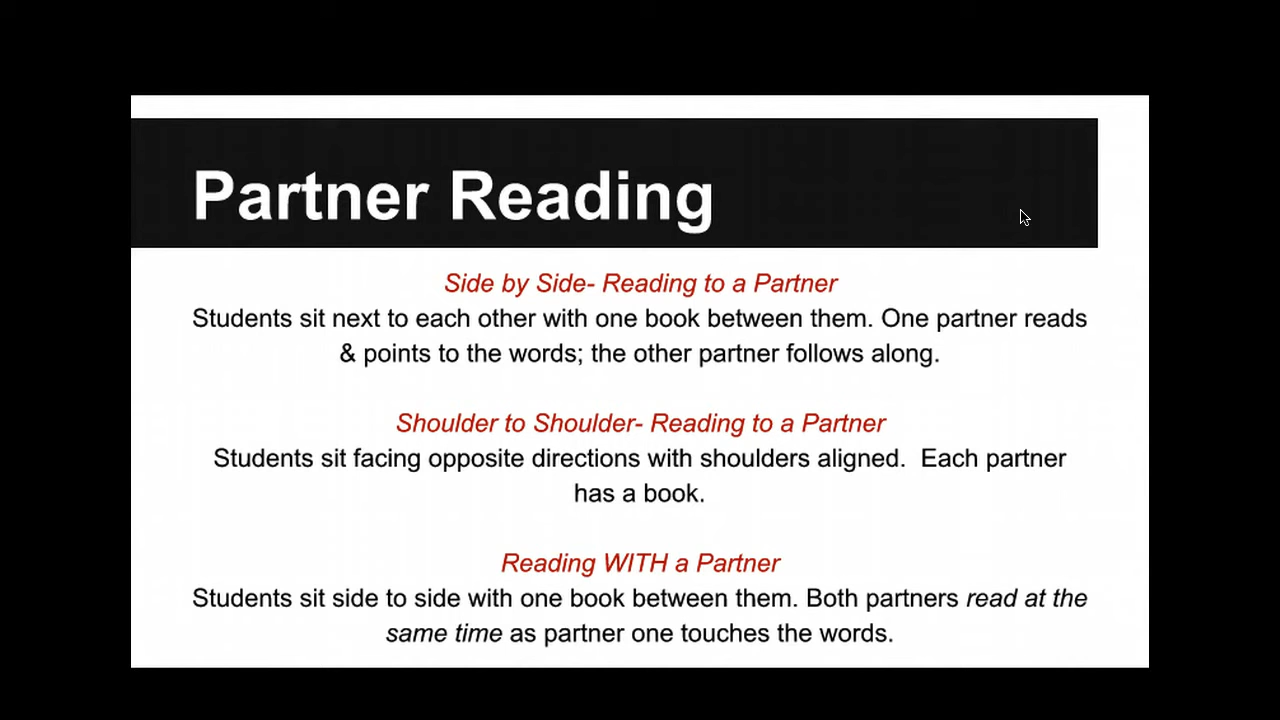 Partner Reading
Side by Side- Reading to a Partner
Students sit next to each other with one book between them. One partner reads
& points to the words; the other partner follows along.
Shoulder to Shoulder- Reading to a Partner
Students sit facing opposite directions with shoulders aligned.  Each partner
has a book.
Reading WITH a Partner
Students sit side to side with one book between them. Both partners read at the
same time as partner one touches the words.